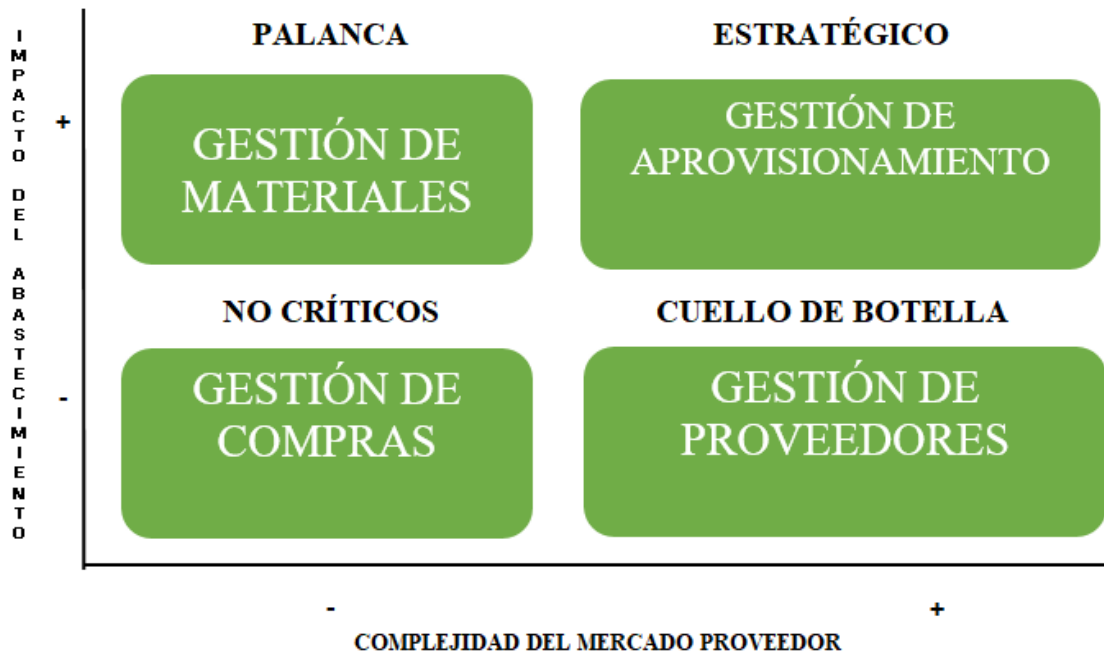 IMPACTO DEL ABASTECIMIENTO
PALANCA
ESTRATÉGICO
+
GESTIÓN DE
MATERIALES
GESTIÓN DE
APROVISIONAMIENTO
NO CRÍTICOS
CUELLO DE BOTELLA
-
GESTIÓN DE
COMPRAS
GESTIÓN DE
PROVEEDORES
-
+
COMPLEJIDAD DEL MERCADO PROVEEDOR